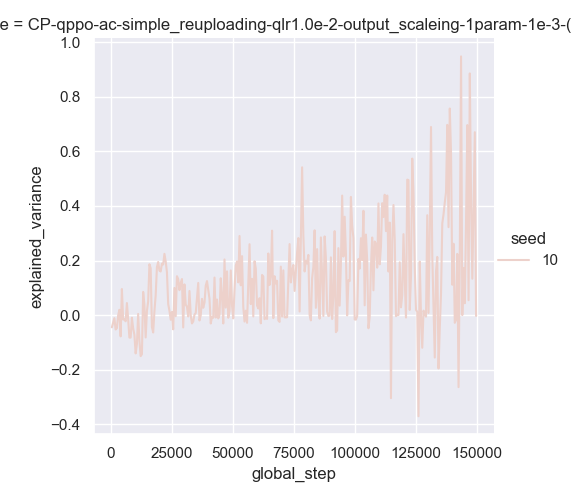 e = CP-qppo-ac-simple_reuploading-qlr1.0e-2-output_scaleing-1param-1e-3-(
1.0
0.8
0.6
0.4
0.2
0.0
−0.2
−0.4
explained_variance
0 25000 50000 75000 100000 125000 150000
global_step
seed
10